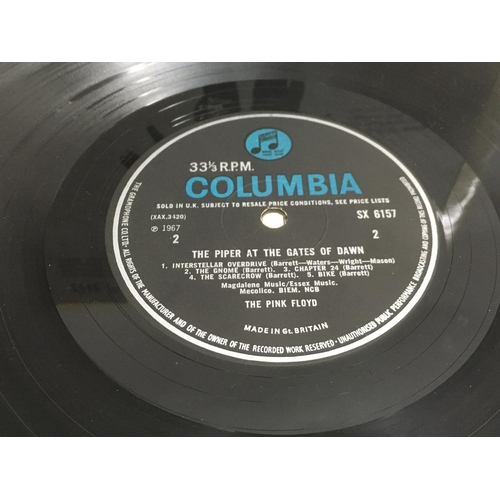 33⅓ R.P.M.
COLUMBIA
SOLD IN U.K. SUBJECT TO RESALE PRICE CONDITIONS, SEE PRICE LISTS
(XAX.3420) SX 6157
℗ 1967
2 2
THE PIPER AT THE GATES OF DAWN
1. INTERSTELLAR OVERDRIVE (Barrett—Waters—Wright—Mason)
2. THE GNOME (Barrett). 3. CHAPTER 24 (Barrett)
4. THE SCARECROW (Barrett). 5. BIKE (Barrett)
Magdalene Music/Essex Music.
Mecolico. BIEM. NCB
THE PINK FLOYD
MADE IN Gt. BRITAIN
THE GRAMOPHONE CO. LTD.- ALL RIGHTS OF THE MANUFACTURER AND OF THE OWNER OF THE RECORDED WORK RESERVED - UNAUTHORISED PUBLIC PERFORMANCE BROADCASTING AND COPYING OF THIS RECORD PROHIBITED